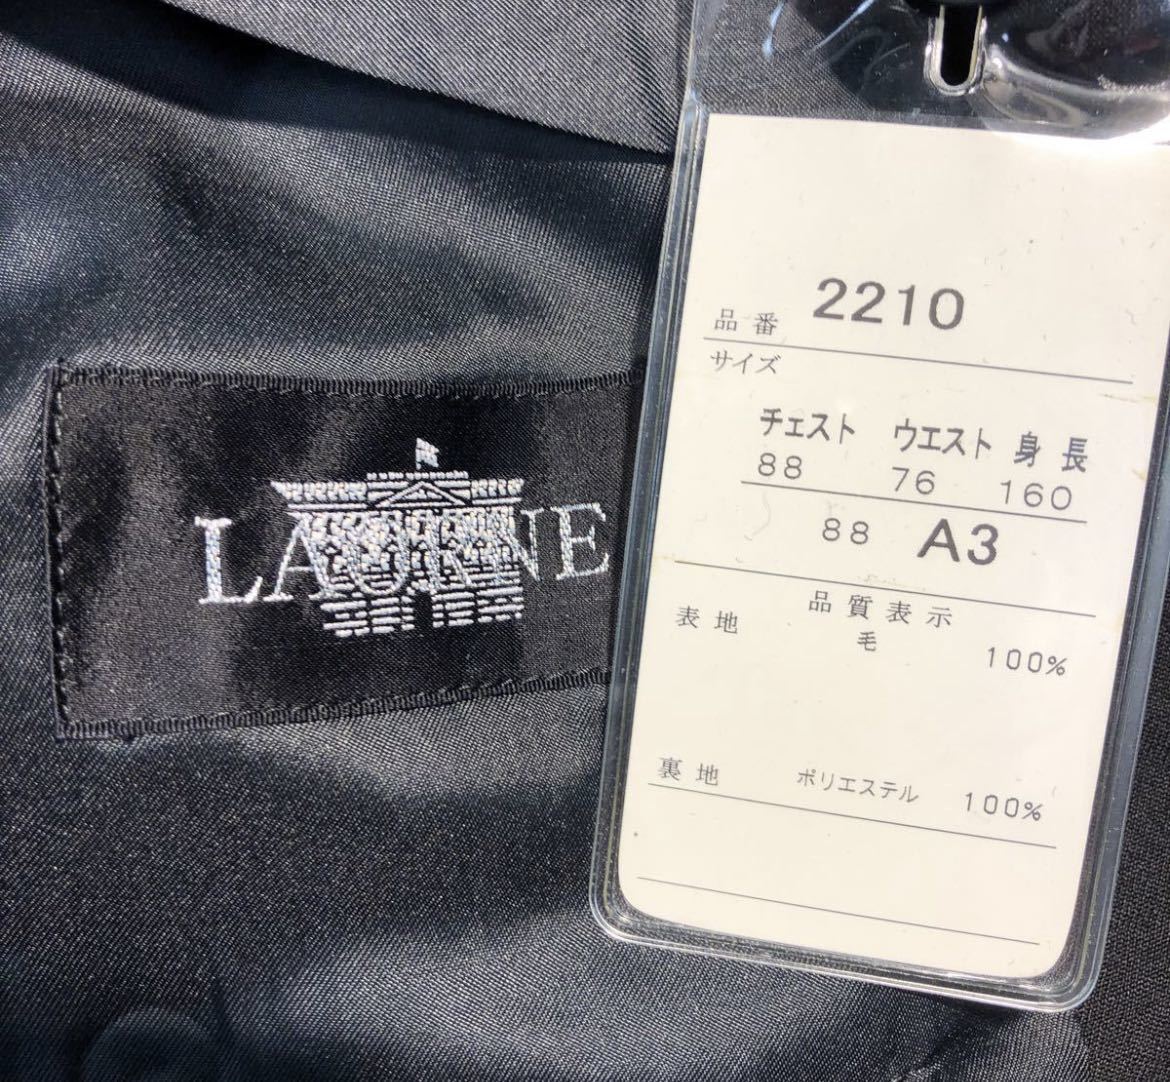 LAURNE
品番 2210
サイズ
チェスト ウエスト 身長
88 76 160
88 A3
品質表示
表地 毛 100%
裏地 ポリエステル 100%